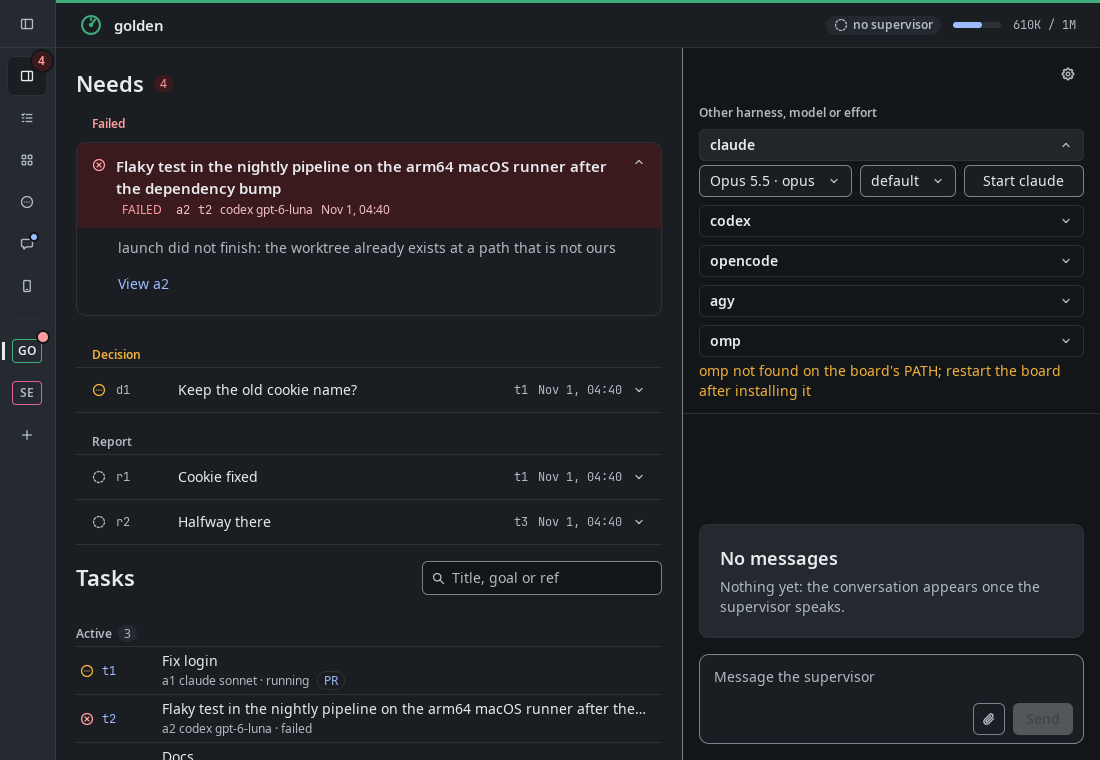 golden
no supervisor
610K / 1M
4
GO
SE
Needs 4
Failed
Flaky test in the nightly pipeline on the arm64 macOS runner after
the dependency bump
FAILED a2 t2 codex gpt-6-luna Nov 1, 04:40
launch did not finish: the worktree already exists at a path that is not ours
View a2
Decision
d1 Keep the old cookie name? t1 Nov 1, 04:40
Report
r1 Cookie fixed t1 Nov 1, 04:40
r2 Halfway there t3 Nov 1, 04:40
Tasks
Title, goal or ref
Active 3
t1 Fix login
a1 claude sonnet · running PR
t2 Flaky test in the nightly pipeline on the arm64 macOS runner after the…
a2 codex gpt-6-luna · failed
Docs
Other harness, model or effort
claude
Opus 5.5 · opus default Start claude
codex
opencode
agy
omp
omp not found on the board's PATH; restart the board
after installing it
No messages
Nothing yet: the conversation appears once the
supervisor speaks.
Message the supervisor
Send